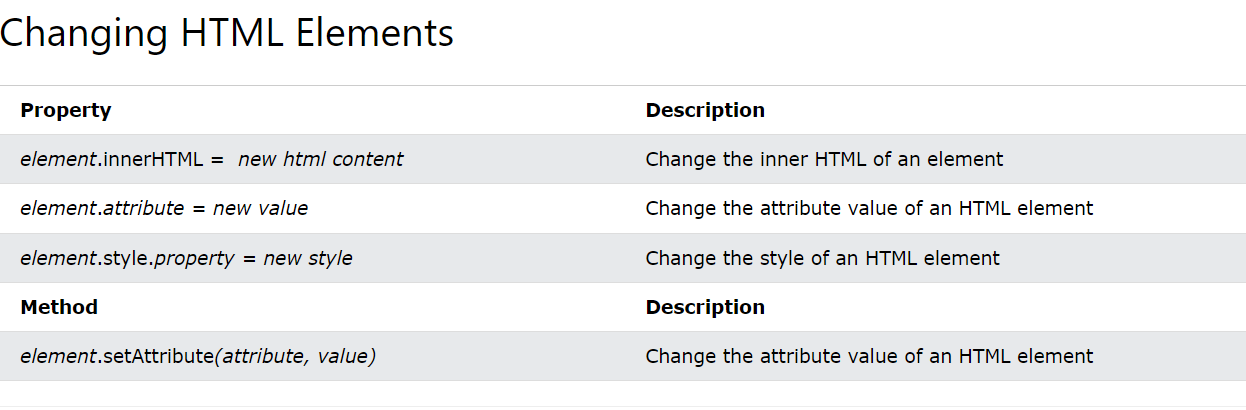 Changing HTML Elements
Property Description
element.innerHTML =  new html content Change the inner HTML of an element
element.attribute = new value Change the attribute value of an HTML element
element.style.property = new style Change the style of an HTML element
Method Description
element.setAttribute(attribute, value) Change the attribute value of an HTML element